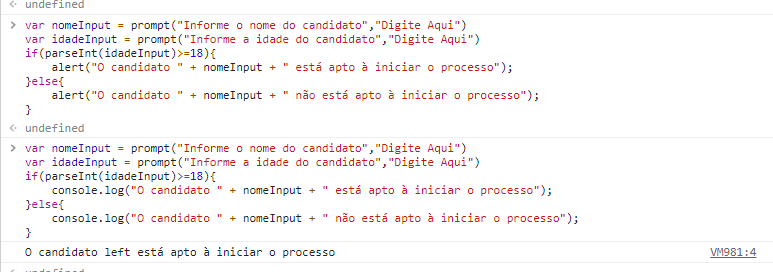 undefined
var nomeInput = prompt("Informe o nome do candidato","Digite Aqui")
var idadeInput = prompt("Informe a idade do candidato","Digite Aqui")
if(parseInt(idadeInput)>=18){
    alert("O candidato " + nomeInput + " está apto à iniciar o processo");
}else{
    alert("O candidato " + nomeInput + " não está apto à iniciar o processo");
}
undefined
var nomeInput = prompt("Informe o nome do candidato","Digite Aqui")
var idadeInput = prompt("Informe a idade do candidato","Digite Aqui")
if(parseInt(idadeInput)>=18){
    console.log("O candidato " + nomeInput + " está apto à iniciar o processo");
}else{
    console.log("O candidato " + nomeInput + " não está apto à iniciar o processo");
}
O candidato left está apto à iniciar o processo VM981:4
undefined